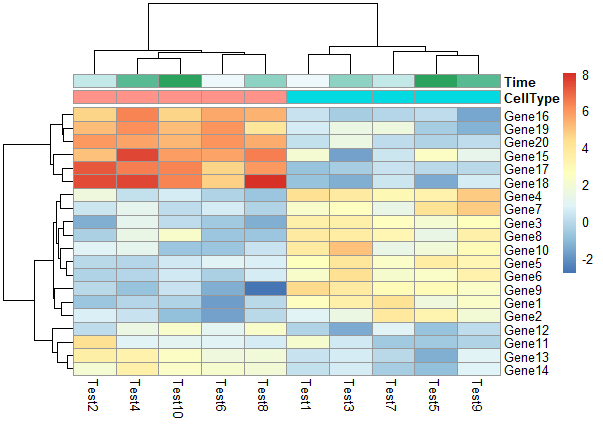 Time
CellType
Gene16
Gene19
Gene20
Gene15
Gene17
Gene18
Gene4
Gene7
Gene3
Gene8
Gene10
Gene5
Gene6
Gene9
Gene1
Gene2
Gene12
Gene11
Gene13
Gene14
8
6
4
2
0
-2
Test2
Test4
Test10
Test6
Test8
Test1
Test3
Test7
Test5
Test9